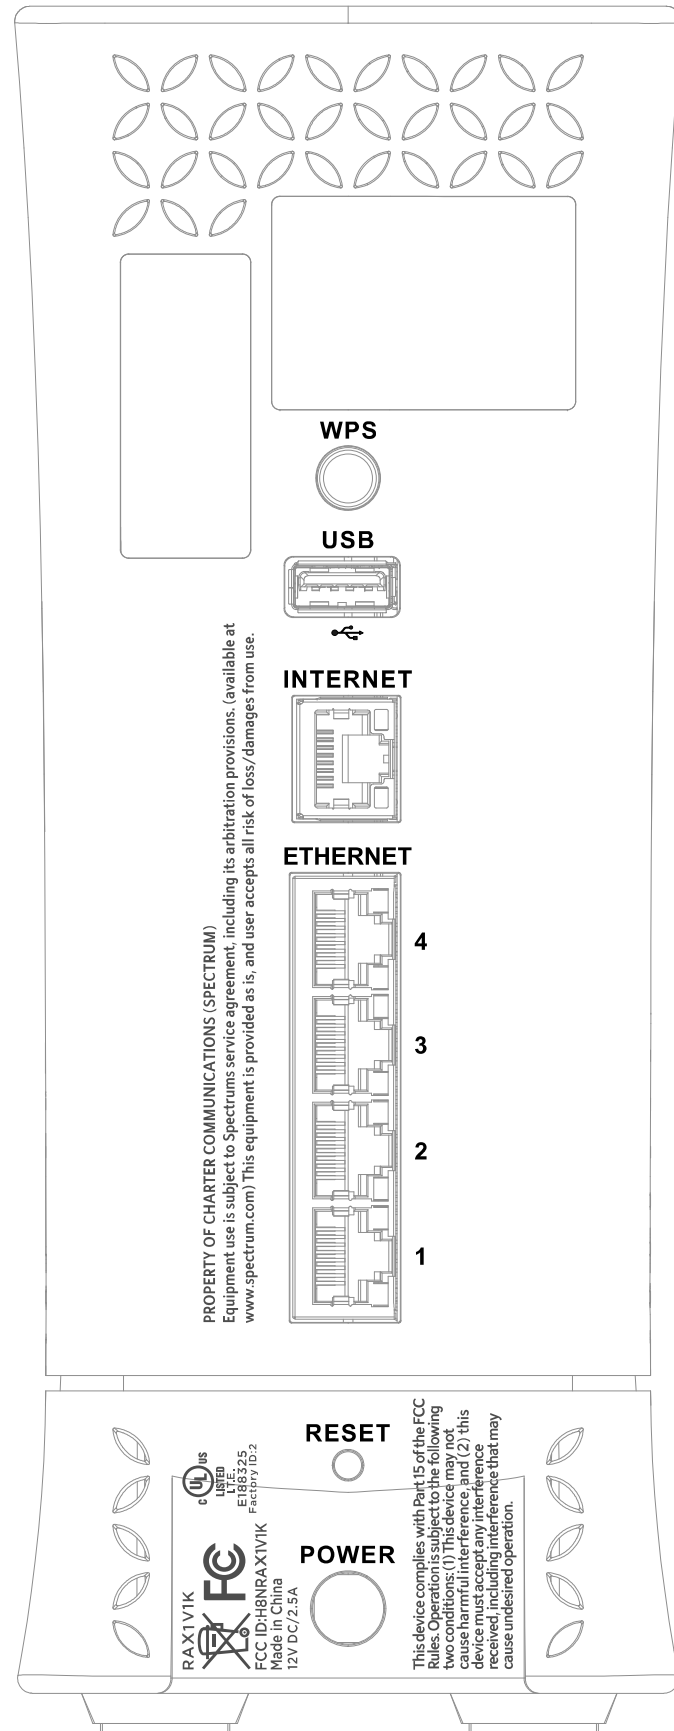 WPS
USB
INTERNET
ETHERNET
4
3
2
1
PROPERTY OF CHARTER COMMUNICATIONS (SPECTRUM)
Equipment use is subject to Spectrums service agreement, including its arbitration provisions. (available at
www.spectrum.com) This equipment is provided as is, and user accepts all risk of loss/damages from use.
RESET
POWER
C UL US
LISTED
I.T.E.
E188325
Factory ID:2
RAX1V1K
FC
FCC ID:H8NRAX1V1K
Made in China
12V DC/2.5A
This device complies with Part 15 of the FCC
Rules. Operation is subject to the following
two conditions: (1) This device may not
cause harmful interference, and (2) this
device must accept any interference
received, including interference that may
cause undesired operation.